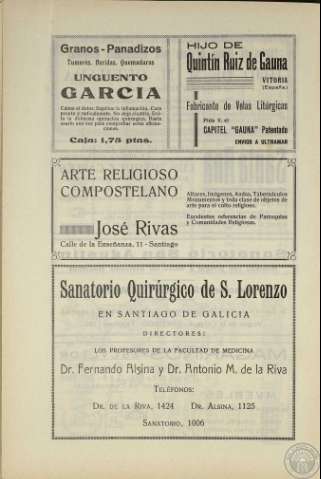 Granos - Panadizos
Tumores. Heridas. Quemaduras
UNGUENTO
GARCIA
Caja: 1,75 ptas.
HIJO DE
Quintín Ruiz de Gauna
VITORIA
(España)
Fabricante de Velas Litúrgicas
Pida V. el
CAPITEL "GAUNA" Patentado
ENVIOS A ULTRAMAR
ARTE RELIGIOSO
COMPOSTELANO
José Rivas
Calle de la Enseñanza, 11 - Santiago
Altares, Imágenes, Andas, Tabernáculos
Monumentos y toda clase de objetos de
arte para el culto religioso.
Excelentes referencias de Parroquias
y Comunidades Religiosas.
Sanatorio Quirúrgico de S. Lorenzo
EN SANTIAGO DE GALICIA
DIRECTORES:
LOS PROFESORES DE LA FACULTAD DE MEDICINA
Dr. Fernando Alsina y Dr. Antonio M. de la Riva
TELÉFONOS:
DR. DE LA RIVA, 1424 DR. ALSINA, 1125
SANATORIO, 1006